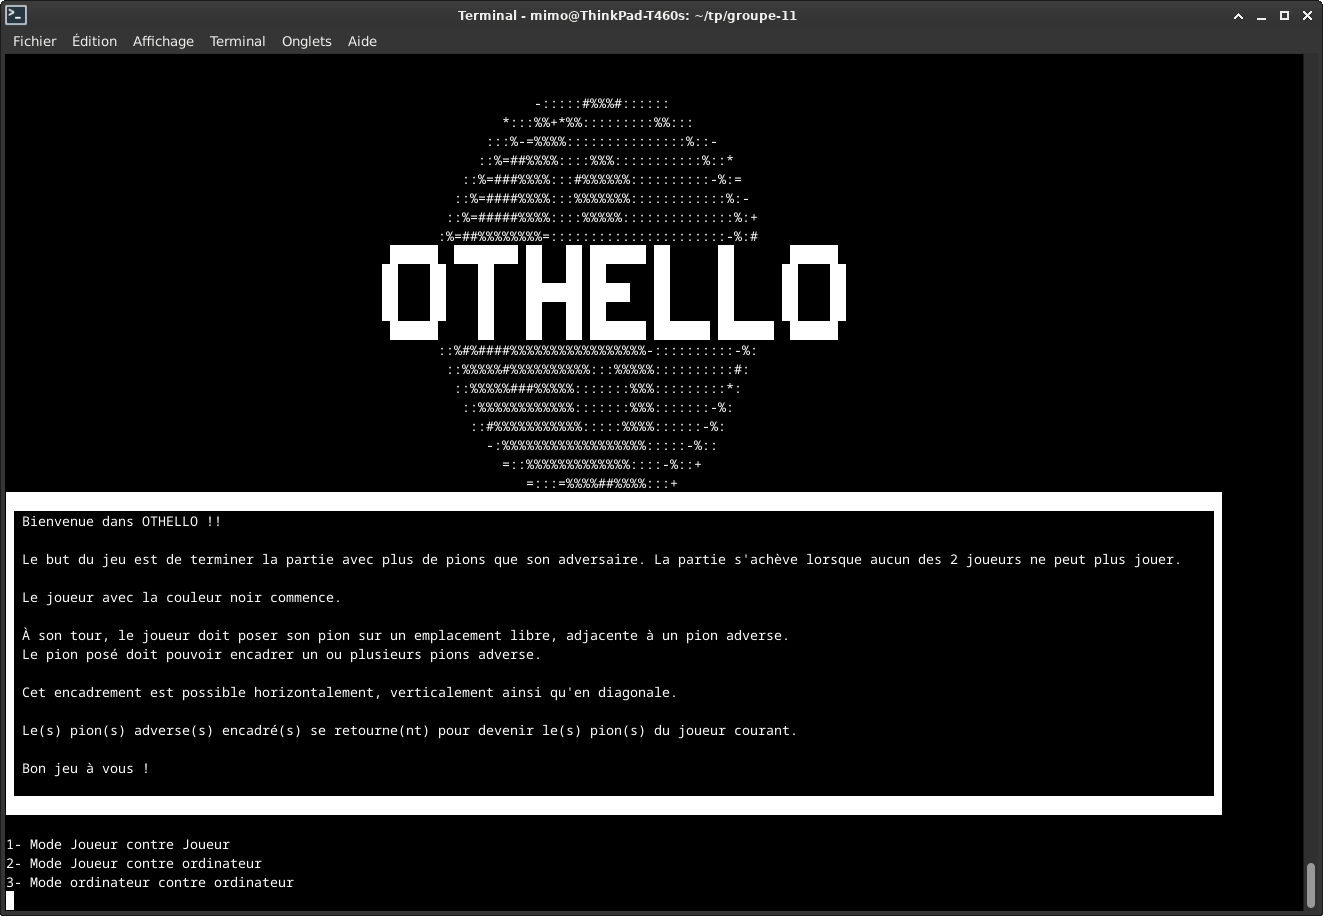 Terminal - mimo@ThinkPad-T460s: ~/tp/groupe-11
Fichier Édition Affichage Terminal Onglets Aide
OTHELLO
Bienvenue dans OTHELLO !!
Le but du jeu est de terminer la partie avec plus de pions que son adversaire. La partie s'achève lorsque aucun des 2 joueurs ne peut plus jouer.
Le joueur avec la couleur noir commence.
À son tour, le joueur doit poser son pion sur un emplacement libre, adjacente à un pion adverse.
Le pion posé doit pouvoir encadrer un ou plusieurs pions adverse.
Cet encadrement est possible horizontalement, verticalement ainsi qu'en diagonale.
Le(s) pion(s) adverse(s) encadré(s) se retourne(nt) pour devenir le(s) pion(s) du joueur courant.
Bon jeu à vous !
1- Mode Joueur contre Joueur
2- Mode Joueur contre ordinateur
3- Mode ordinateur contre ordinateur